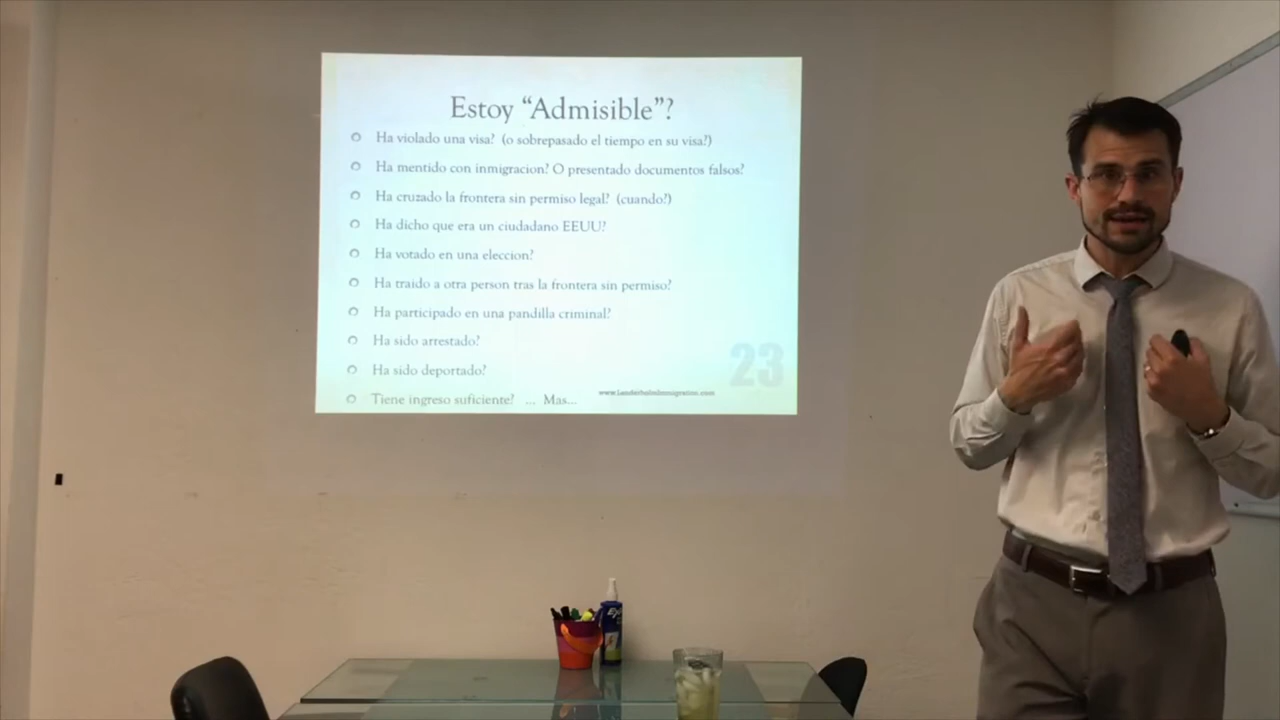 Estoy “Admisible”?
Ha violado una visa? (o sobrepasado el tiempo en su visa?)
Ha mentido con inmigracion? O presentado documentos falsos?
Ha cruzado la frontera sin permiso legal? (cuando?)
Ha dicho que era un ciudadano EEUU?
Ha votado en una eleccion?
Ha traido a otra person tras la frontera sin permiso?
Ha participado en una pandilla criminal?
Ha sido arrestado?
Ha sido deportado?
23
Tiene ingreso suficiente? ... Mas...
www.LanderholmImmigration.com